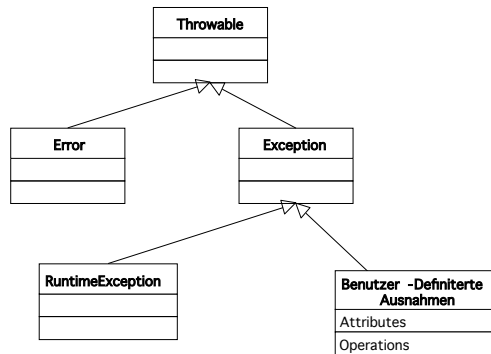 Throwable
Error
Exception
RuntimeException
Benutzer -Definiterte
Ausnahmen
Attributes
Operations